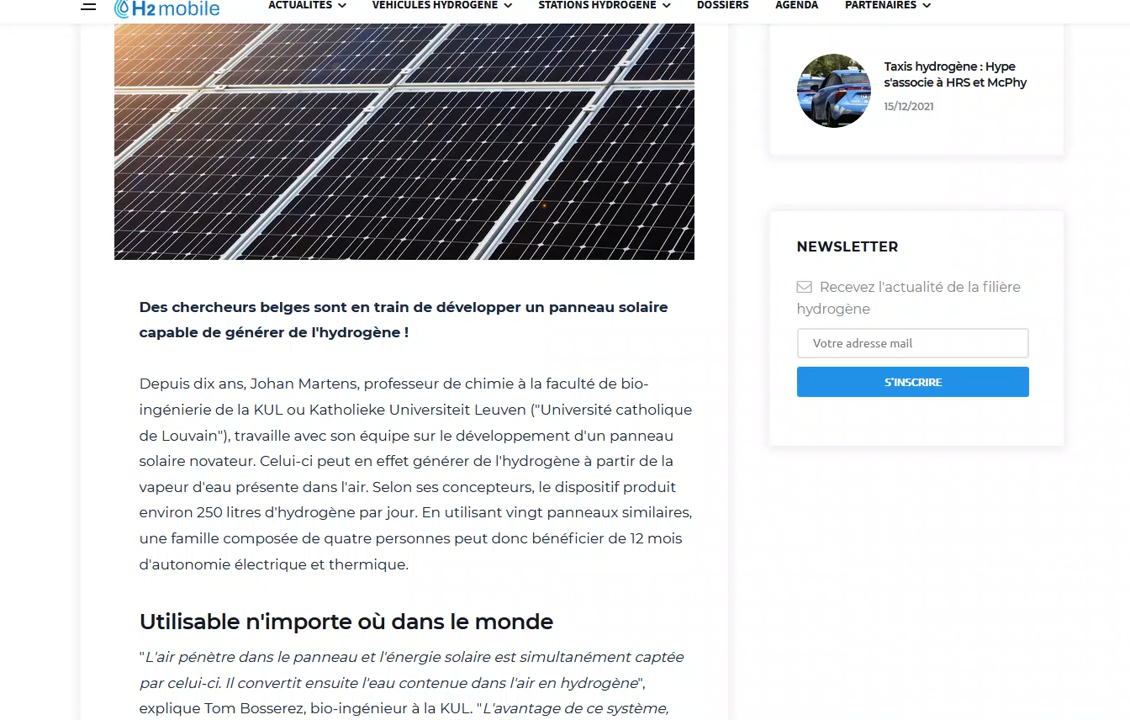 H2mobile
ACTUALITÉS VÉHICULES HYDROGÈNE STATIONS HYDROGÈNE DOSSIERS AGENDA PARTENAIRES
Des chercheurs belges sont en train de développer un panneau solaire
capable de générer de l'hydrogène !
Depuis dix ans, Johan Martens, professeur de chimie à la faculté de bio-
ingénierie de la KUL ou Katholieke Universiteit Leuven ("Université catholique
de Louvain"), travaille avec son équipe sur le développement d'un panneau
solaire novateur. Celui-ci peut en effet générer de l'hydrogène à partir de la
vapeur d'eau présente dans l'air. Selon ses concepteurs, le dispositif produit
environ 250 litres d'hydrogène par jour. En utilisant vingt panneaux similaires,
une famille composée de quatre personnes peut donc bénéficier de 12 mois
d'autonomie électrique et thermique.
Utilisable n'importe où dans le monde
"L'air pénètre dans le panneau et l'énergie solaire est simultanément captée
par celui-ci. Il convertit ensuite l'eau contenue dans l'air en hydrogène",
explique Tom Bosserez, bio-ingénieur à la KUL. "L'avantage de ce système,
Taxis hydrogène : Hype
s'associe à HRS et McPhy
15/12/2021
NEWSLETTER
Recevez l'actualité de la filière
hydrogène
Votre adresse mail
S'INSCRIRE